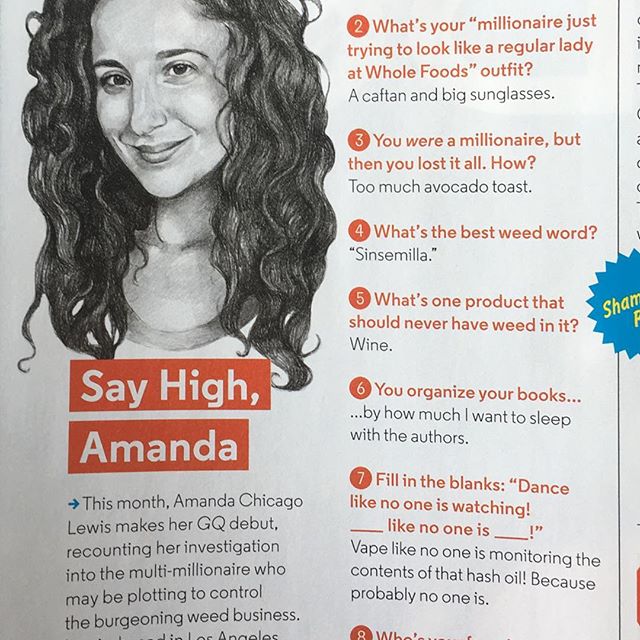 Say High,
Amanda
→ This month, Amanda Chicago
Lewis makes her GQ debut,
recounting her investigation
into the multi-millionaire who
may be plotting to control
the burgeoning weed business.
in Los Angeles
2 What's your “millionaire just
trying to look like a regular lady
at Whole Foods” outfit?
A caftan and big sunglasses.
3 You were a millionaire, but
then you lost it all. How?
Too much avocado toast.
4 What's the best weed word?
“Sinsemilla.”
5 What's one product that
should never have weed in it?
Wine.
6 You organize your books...
...by how much I want to sleep
with the authors.
7 Fill in the blanks: “Dance
like no one is watching!
____ like no one is ____!”
Vape like no one is monitoring the
contents of that hash oil! Because
probably no one is.
8 Who's your
Sham